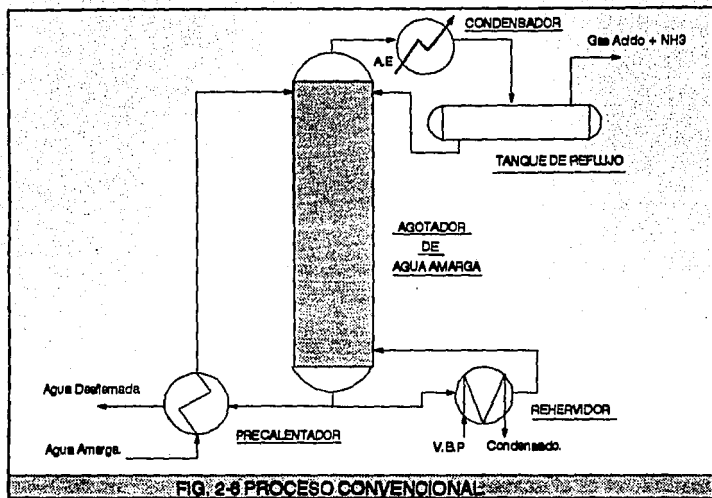 CONDENSADOR
Gas Acido + NH3
A.E
TANQUE DE REFLUJO
AGOTADOR
DE
AGUA AMARGA
Agua Desflemada
REHERVIDOR
PRECALENTADOR
V.B.P
Condensado.
Agua Amarga.
FIG. 2-6 PROCESO CONVENCIONAL